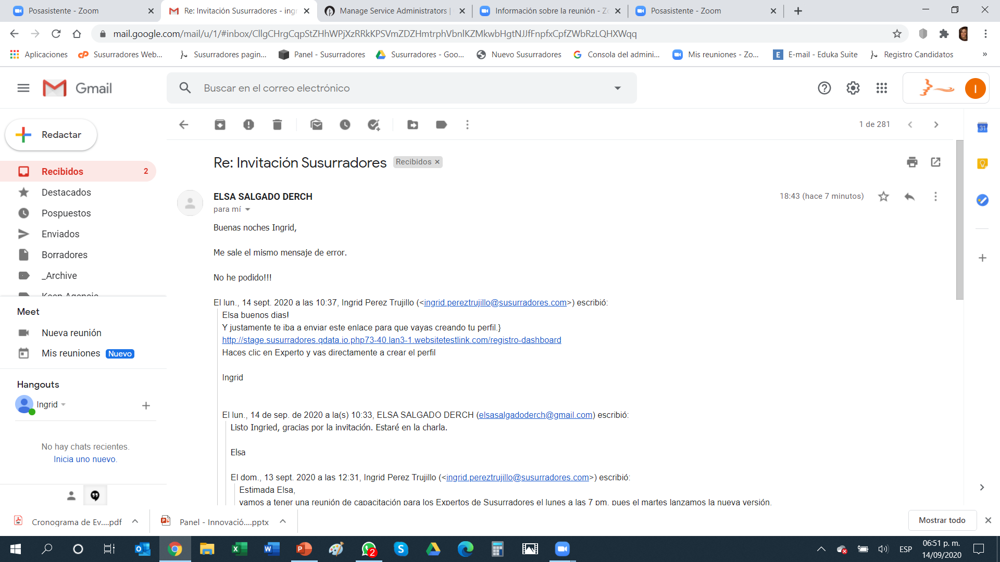 Posasistente - Zoom
Re: Invitación Susurradores - ing
Manage Service Administrators |
Información sobre la reunión - Zo
Posasistente - Zoom
mail.google.com/mail/u/1/#inbox/CllgCHrgCqpStZHhWPjXzRRkKPSVmZDZHmtrphVbnlKZMkwbHgtNJJfFnpfxCpfZWbRzLQHXWqq
Aplicaciones
Susurradores Web...
Susurradores pagin...
Panel - Susurradores
Susurradores - Goo...
Nuevo Susurradores
Consola del admini...
Mis reuniones - Zo...
E-mail - Eduka Suite
Registro Candidatos
»
Gmail
Buscar en el correo electrónico
I
Redactar
1 de 281
Recibidos 2
Destacados
Pospuestos
Enviados
Borradores
_Archive
Meet
Nueva reunión
Mis reuniones Nuevo
Hangouts
Ingrid
No hay chats recientes.
Inicia uno nuevo.
Re: Invitación Susurradores Recibidos ×
ELSA SALGADO DERCH
18:43 (hace 7 minutos)
para mí
Buenas noches Ingrid,
Me sale el mismo mensaje de error.
No he podido!!!
El lun., 14 sept. 2020 a las 10:37, Ingrid Perez Trujillo (<ingrid.pereztrujillo@susurradores.com>) escribió:
Elsa buenos dias!
Y justamente te iba a enviar este enlace para que vayas creando tu perfil.}
http://stage.susurradores.qdata.io.php73-40.lan3-1.websitetestlink.com/registro-dashboard
Haces clic en Experto y vas directamente a crear el perfil
Ingrid
El lun., 14 de sep. de 2020 a la(s) 10:33, ELSA SALGADO DERCH (elsasalgadoderch@gmail.com) escribió:
Listo Ingried, gracias por la invitación. Estaré en la charla.
Elsa
El dom., 13 sept. 2020 a las 12:31, Ingrid Perez Trujillo (<ingrid.pereztrujillo@susurradores.com>) escribió:
Estimada Elsa,
vamos a tener una reunión de capacitación para los Expertos de Susurradores el lunes a las 7 pm. pues el martes lanzamos la nueva versión.
31
Cronograma de Ev....pdf
Panel - Innovació....pptx
Mostrar todo
2
ESP
06:51 p. m.
14/09/2020